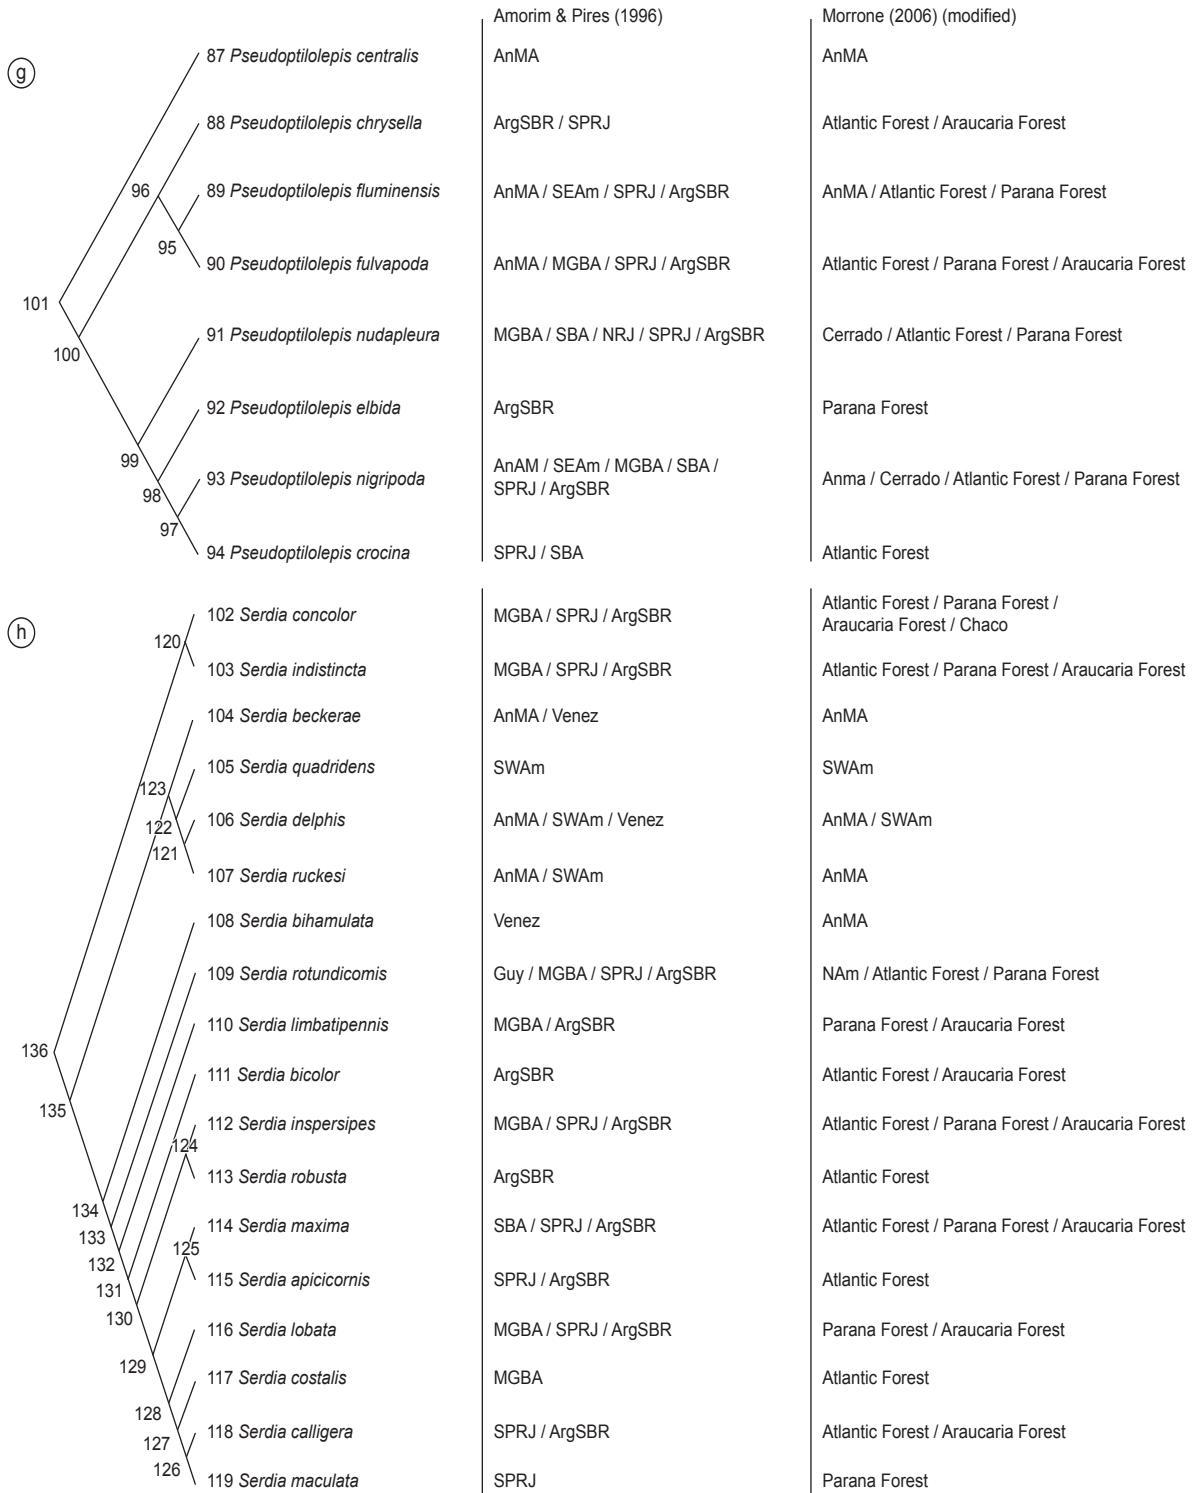 Amorim & Pires (1996) Morrone (2006) (modified)
g
87 Pseudoptilolepis centralis AnMA AnMA
88 Pseudoptilolepis chrysella ArgSBR / SPRJ Atlantic Forest / Araucaria Forest
96
89 Pseudoptilolepis fluminensis AnMA / SEAm / SPRJ / ArgSBR AnMA / Atlantic Forest / Parana Forest
95
90 Pseudoptilolepis fulvapoda AnMA / MGBA / SPRJ / ArgSBR Atlantic Forest / Parana Forest / Araucaria Forest
101
91 Pseudoptilolepis nudapleura MGBA / SBA / NRJ / SPRJ / ArgSBR Cerrado / Atlantic Forest / Parana Forest
100
92 Pseudoptilolepis elbida ArgSBR Parana Forest
99
93 Pseudoptilolepis nigripoda AnAM / SEAm / MGBA / SBA /
SPRJ / ArgSBR Anma / Cerrado / Atlantic Forest / Parana Forest
98
97
94 Pseudoptilolepis crocina SPRJ / SBA Atlantic Forest
h
102 Serdia concolor MGBA / SPRJ / ArgSBR Atlantic Forest / Parana Forest /
Araucaria Forest / Chaco
120
103 Serdia indistincta MGBA / SPRJ / ArgSBR Atlantic Forest / Parana Forest / Araucaria Forest
104 Serdia beckerae AnMA / Venez AnMA
105 Serdia quadridens SWAm SWAm
123
106 Serdia delphis AnMA / SWAm / Venez AnMA / SWAm
122
121
107 Serdia ruckesi AnMA / SWAm AnMA
108 Serdia bihamulata Venez AnMA
109 Serdia rotundicomis Guy / MGBA / SPRJ / ArgSBR NAm / Atlantic Forest / Parana Forest
110 Serdia limbatipennis MGBA / ArgSBR Parana Forest / Araucaria Forest
136
111 Serdia bicolor ArgSBR Atlantic Forest / Araucaria Forest
135
112 Serdia inspersipes MGBA / SPRJ / ArgSBR Atlantic Forest / Parana Forest / Araucaria Forest
124
113 Serdia robusta ArgSBR Atlantic Forest
134
114 Serdia maxima SBA / SPRJ / ArgSBR Atlantic Forest / Parana Forest / Araucaria Forest
133
125
132
115 Serdia apicicornis SPRJ / ArgSBR Atlantic Forest
131
130
116 Serdia lobata MGBA / SPRJ / ArgSBR Parana Forest / Araucaria Forest
129
117 Serdia costalis MGBA Atlantic Forest
128
118 Serdia calligera SPRJ / ArgSBR Atlantic Forest / Araucaria Forest
127
126
119 Serdia maculata SPRJ Parana Forest